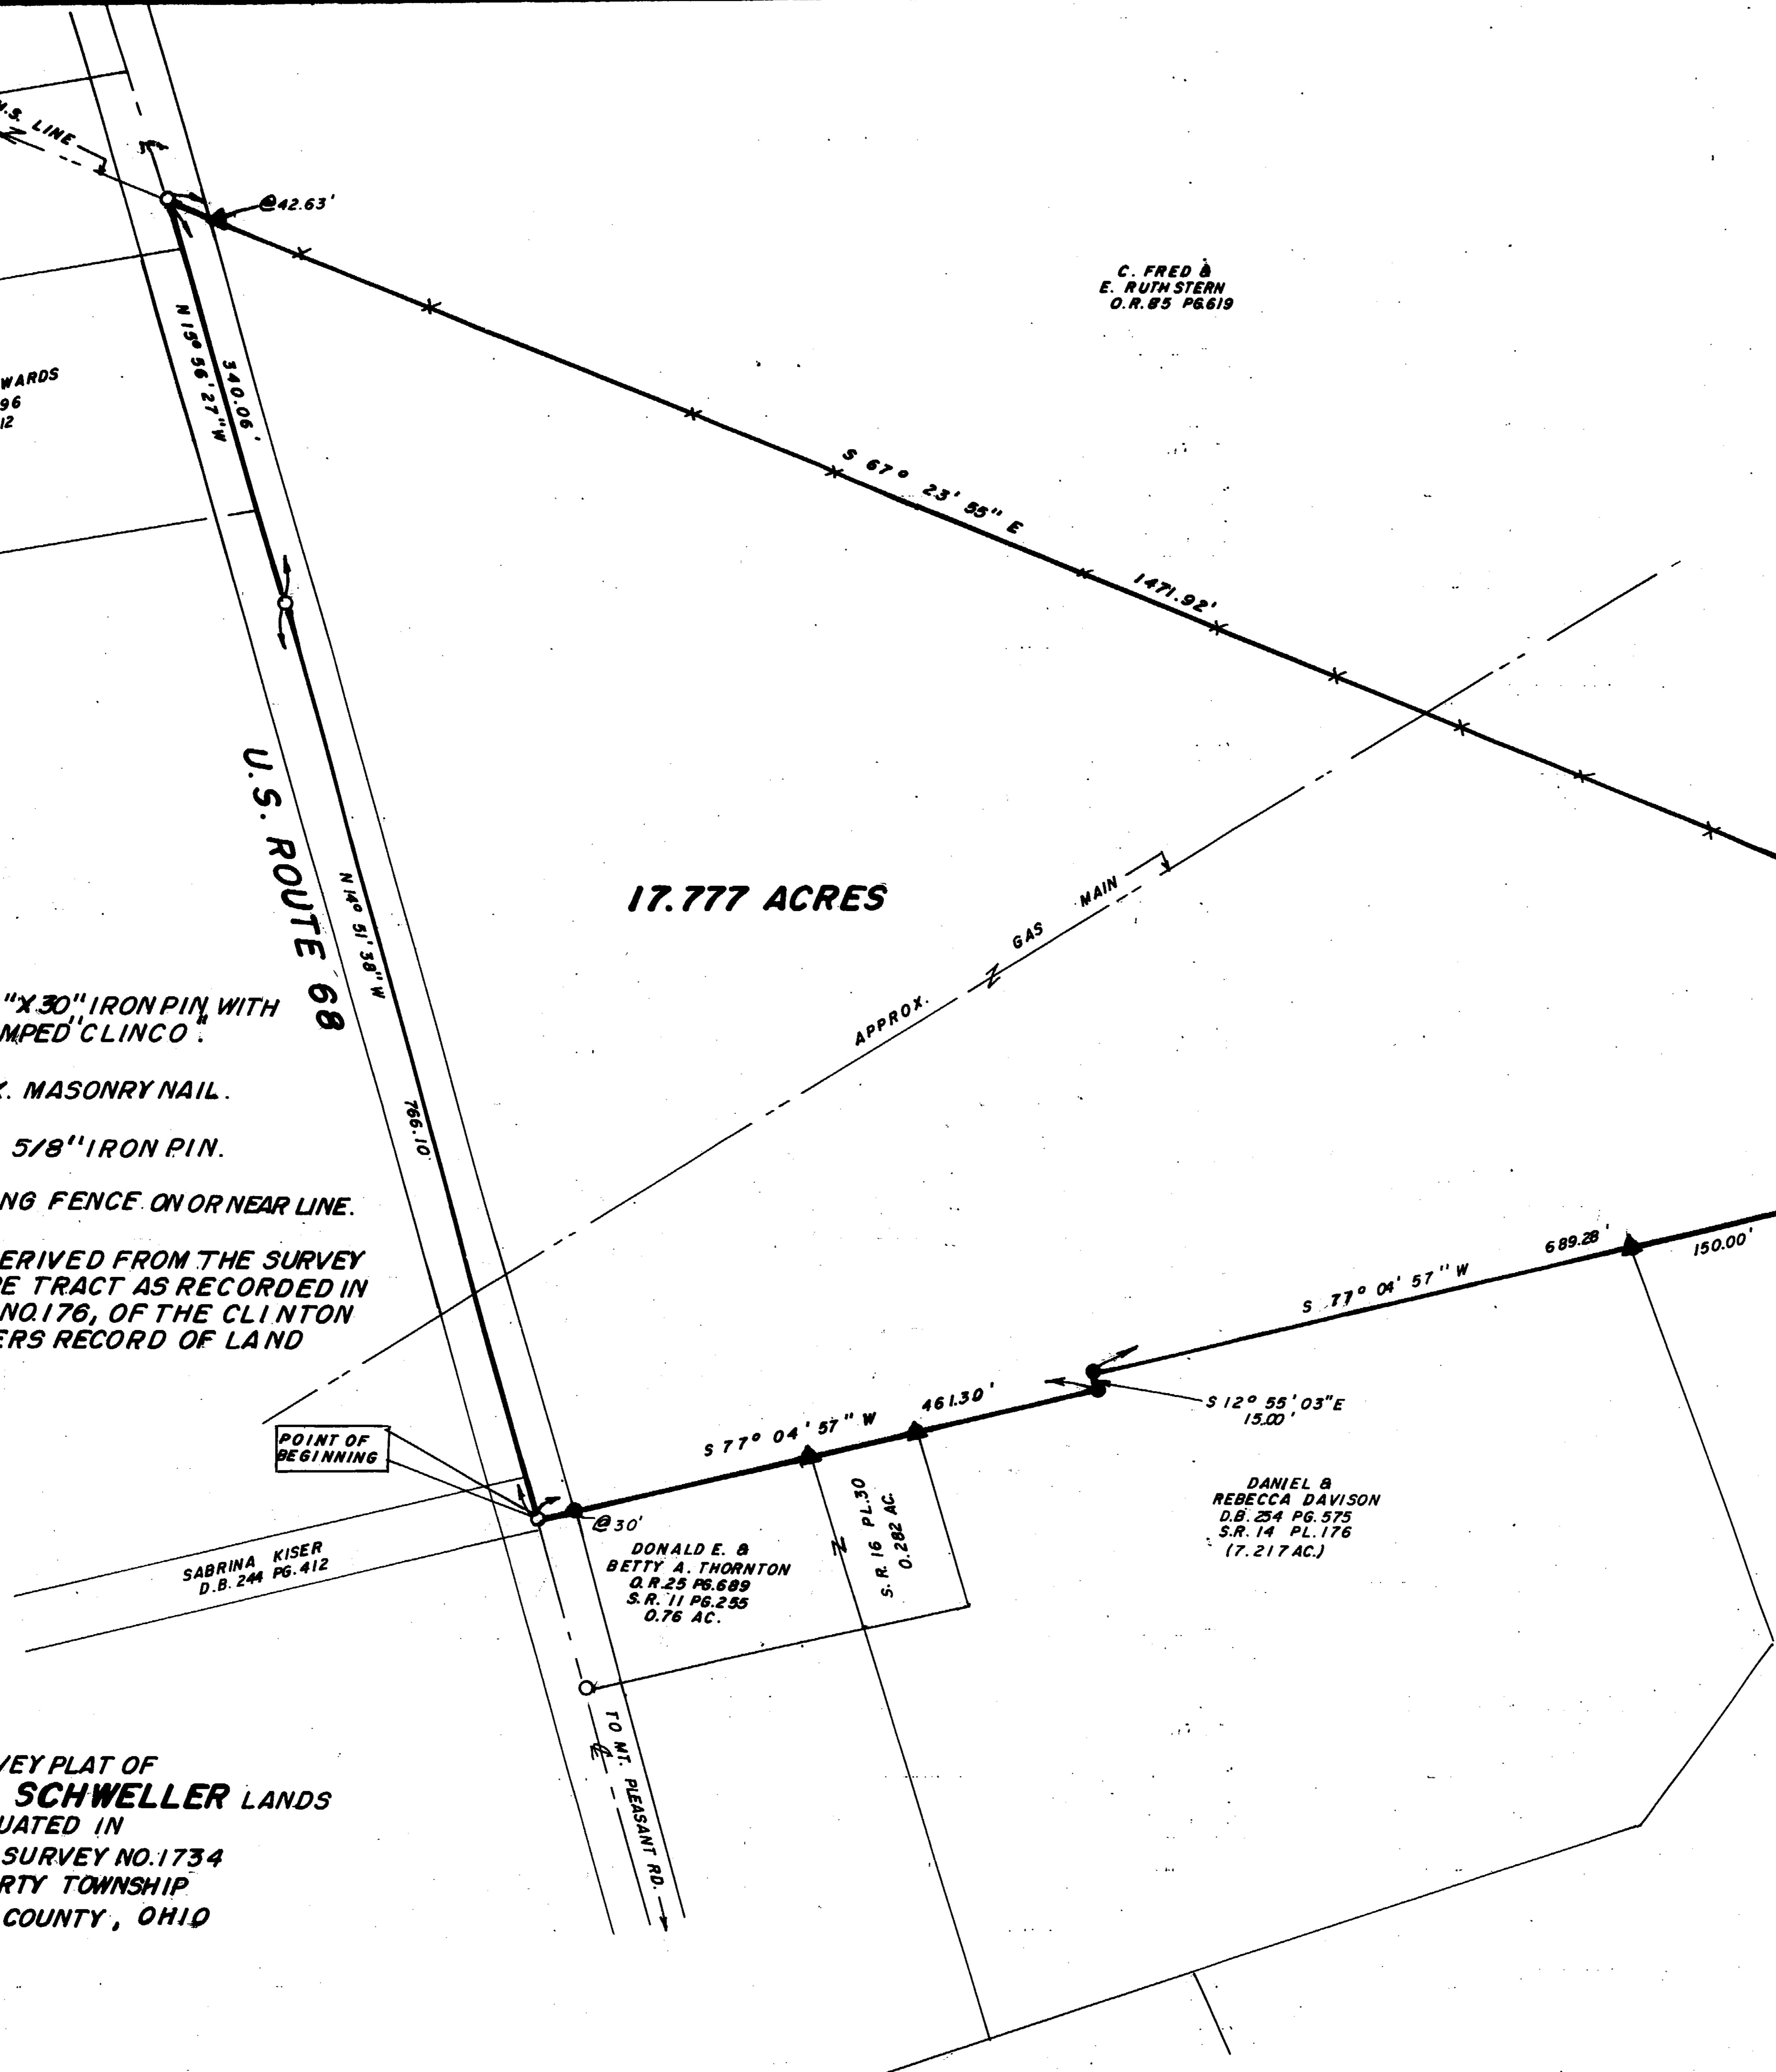 .S. LINE
@42.63'
C. FRED &
E. RUTH STERN
O.R.85 PG.619
N 15° 56' 27" W
340.06'
WARDS
96
12
S 67° 23' 55" E
1471.92'
U.S. ROUTE 68
N 14° 51' 38" W
766.10'
17.777 ACRES
APPROX. GAS MAIN
"X 30" IRON PIN WITH
MPED "CLINCO".
. MASONRY NAIL.
5/8" IRON PIN.
NG FENCE ON OR NEAR LINE.
ERIVED FROM THE SURVEY
E TRACT AS RECORDED IN
NO.176, OF THE CLINTON
ERS RECORD OF LAND
689.28'
150.00'
S 77° 04' 57" W
S 12° 55' 03" E
15.00'
461.30'
S 77° 04' 57" W
POINT OF
BEGINNING
@30'
SABRINA KISER
D.B. 244 PG. 412
DONALD E. &
BETTY A. THORNTON
O.R.25 PG.689
S.R. 11 PG.255
0.76 AC.
S.R. 16 PL.30
0.282 AC.
DANIEL &
REBECCA DAVISON
D.B. 254 PG. 575
S.R. 14 PL. 176
(7.217 AC.)
TO MT. PLEASANT RD.
VEY PLAT OF
SCHWELLER LANDS
UATED IN
SURVEY NO. 1734
RTY TOWNSHIP
COUNTY, OHIO